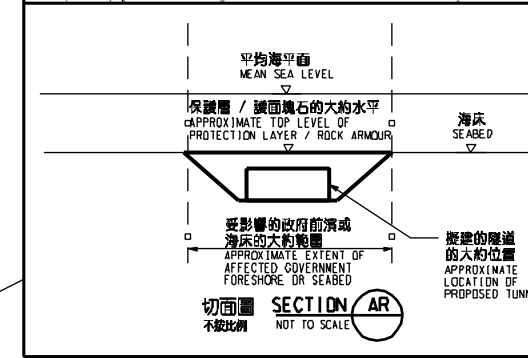 平均海平面
MEAN SEA LEVEL
保護層 / 護面塊石的大約水平
APPROXIMATE TOP LEVEL OF
PROTECTION LAYER / ROCK ARMOUR
海床
SEABED
受影響的政府前濱或
海床的大約範圍
APPROXIMATE EXTENT OF
AFFECTED GOVERNMENT
FORESHORE OR SEABED
擬建的隧道
的大約位置
APPROXIMATE
LOCATION OF
PROPOSED TUNN
切面圖 SECTION AR
不按比例 NOT TO SCALE